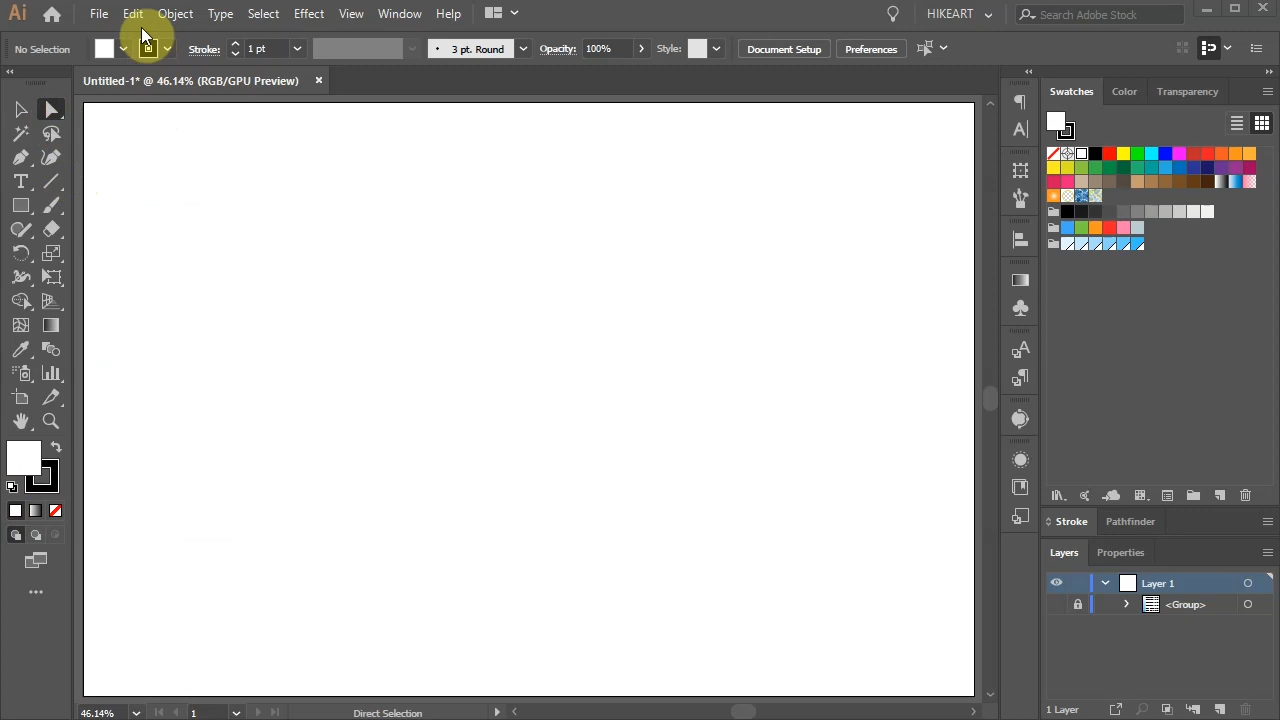 Ai File Edit Object Type Select Effect View Window Help HIKEART Search Adobe Stock
No Selection Stroke: 1 pt 3 pt. Round Opacity: 100% Style: Document Setup Preferences
Untitled-1* @ 46.14% (RGB/GPU Preview)
Swatches Color Transparency
Stroke Pathfinder
Layers Properties
Layer 1
<Group>
1 Layer
46.14% 1 Direct Selection